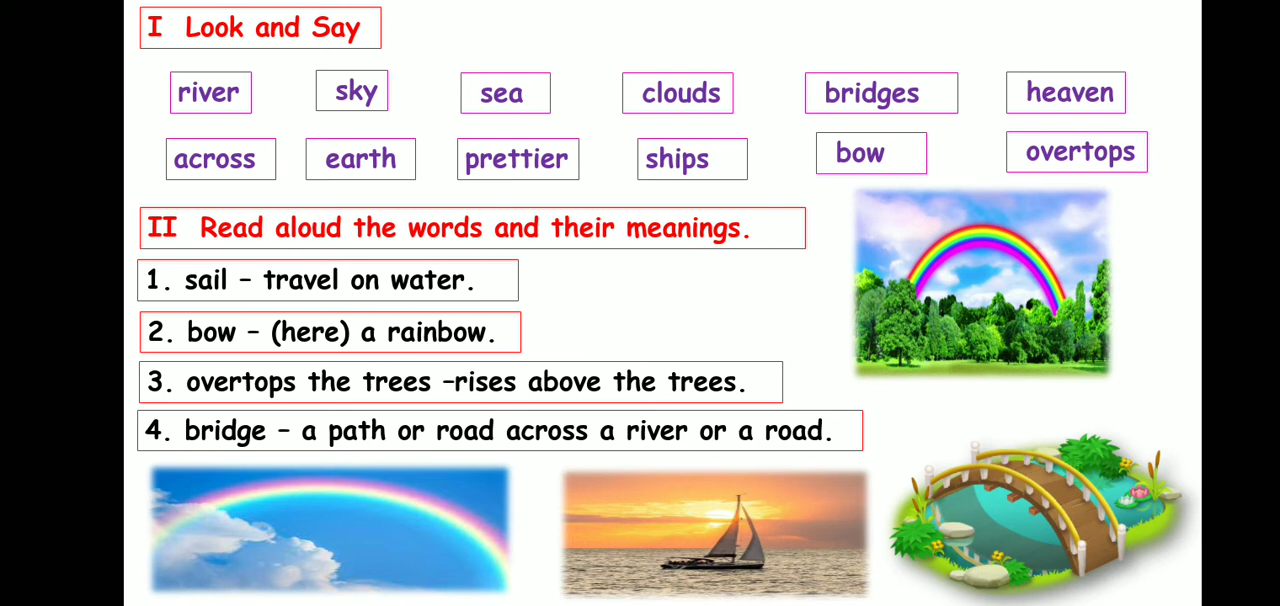 I Look and Say
river sky sea clouds bridges heaven
across earth prettier ships bow overtops
II Read aloud the words and their meanings.
1. sail – travel on water.
2. bow – (here) a rainbow.
3. overtops the trees –rises above the trees.
4. bridge – a path or road across a river or a road.